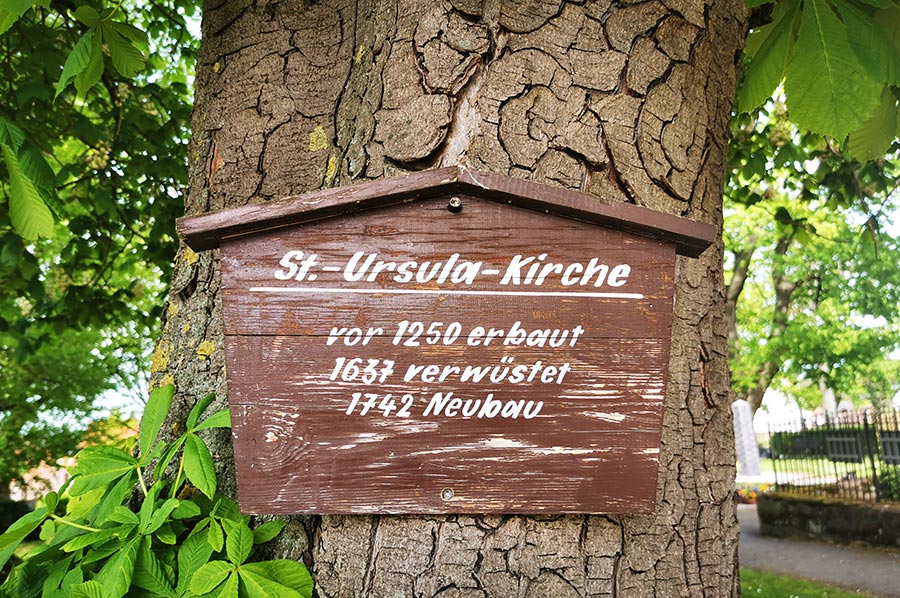 St.-Ursula-Kirche
vor 1250 erbaut
1637 verwüstet
1742 Neubau